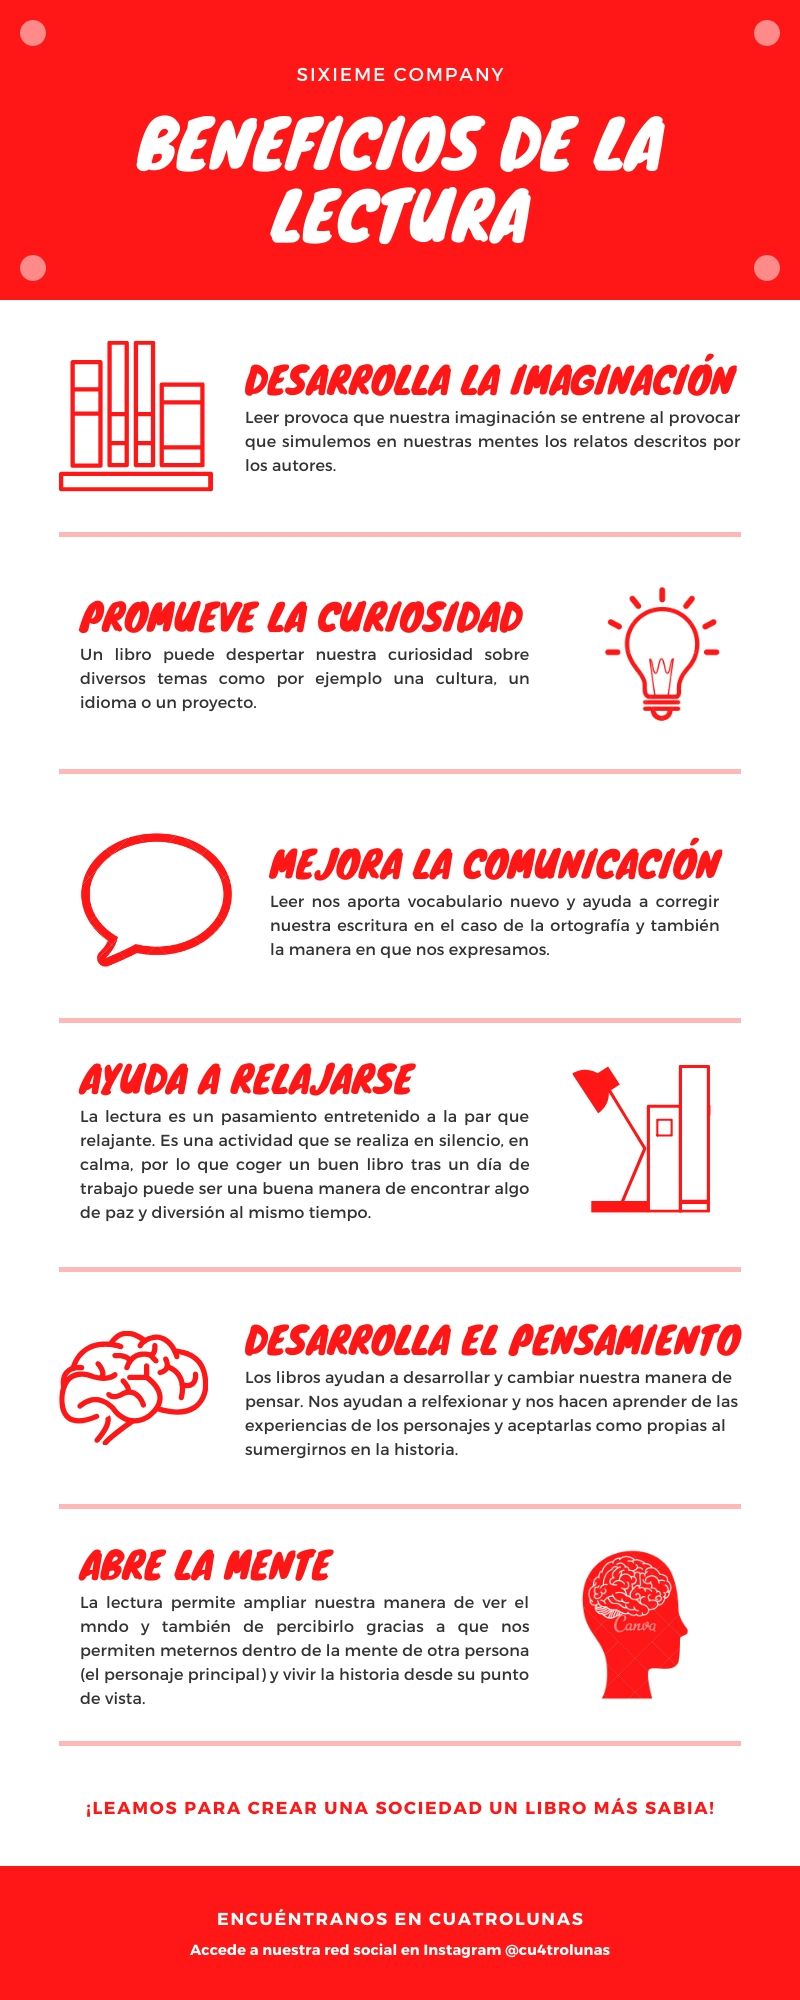 SIXIEME COMPANY
BENEFICIOS DE LA
LECTURA
DESARROLLA LA IMAGINACIÓN
Leer provoca que nuestra imaginación se entrene al provocar
que simulemos en nuestras mentes los relatos descritos por
los autores.
PROMUEVE LA CURIOSIDAD
Un libro puede despertar nuestra curiosidad sobre
diversos temas como por ejemplo una cultura, un
idioma o un proyecto.
MEJORA LA COMUNICACIÓN
Leer nos aporta vocabulario nuevo y ayuda a corregir
nuestra escritura en el caso de la ortografía y también
la manera en que nos expresamos.
AYUDA A RELAJARSE
La lectura es un pasamiento entretenido a la par que
relajante. Es una actividad que se realiza en silencio, en
calma, por lo que coger un buen libro tras un día de
trabajo puede ser una buena manera de encontrar algo
de paz y diversión al mismo tiempo.
DESARROLLA EL PENSAMIENTO
Los libros ayudan a desarrollar y cambiar nuestra manera de
pensar. Nos ayudan a relfexionar y nos hacen aprender de las
experiencias de los personajes y aceptarlas como propias al
sumergirnos en la historia.
ABRE LA MENTE
La lectura permite ampliar nuestra manera de ver el
mndo y también de percibirlo gracias a que nos
permiten meternos dentro de la mente de otra persona
(el personaje principal) y vivir la historia desde su punto
de vista.
Canva
¡LEAMOS PARA CREAR UNA SOCIEDAD UN LIBRO MÁS SABIA!
ENCUÉNTRANOS EN CUATROLUNAS
Accede a nuestra red social en Instagram @cu4trolunas